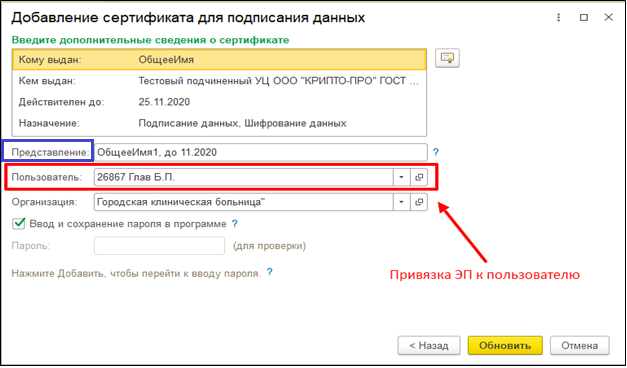 Добавление сертификата для подписания данных
Введите дополнительные сведения о сертификате
Кому выдан: ОбщееИмя
Кем выдан: Тестовый подчиненный УЦ ООО "КРИПТО-ПРО" ГОСТ ...
Действителен до: 25.11.2020
Назначение: Подписание данных, Шифрование данных
Представление: ОбщееИмя1, до 11.2020 ?
Пользователь: 26867 Глав Б.П.
Организация: Городская клиническая больница"
Ввод и сохранение пароля в программе ?
Пароль: (для проверки)
Нажмите Добавить, чтобы перейти к вводу пароля. ?
Привязка ЭП к пользователю
< Назад Обновить Отмена